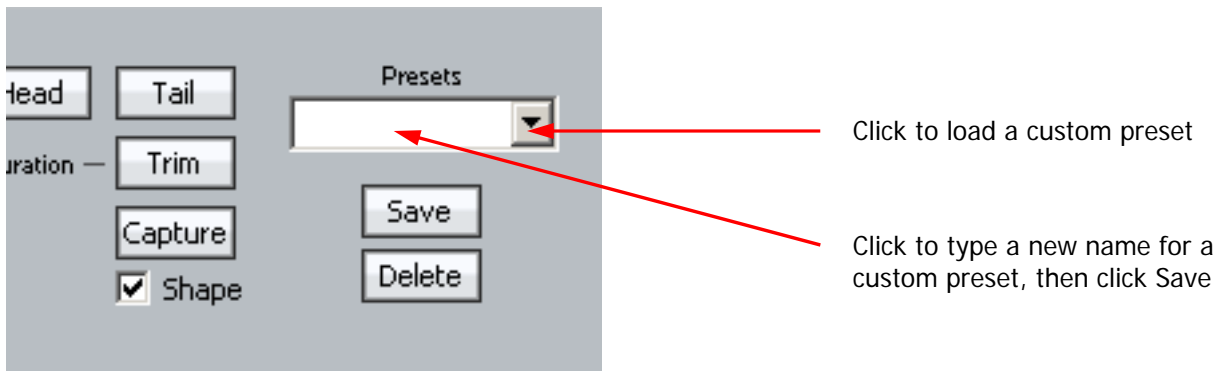 Head
Tail
Presets
Click to load a custom preset
uration
Trim
Save
Capture
Click to type a new name for a
custom preset, then click Save
Delete
Shape